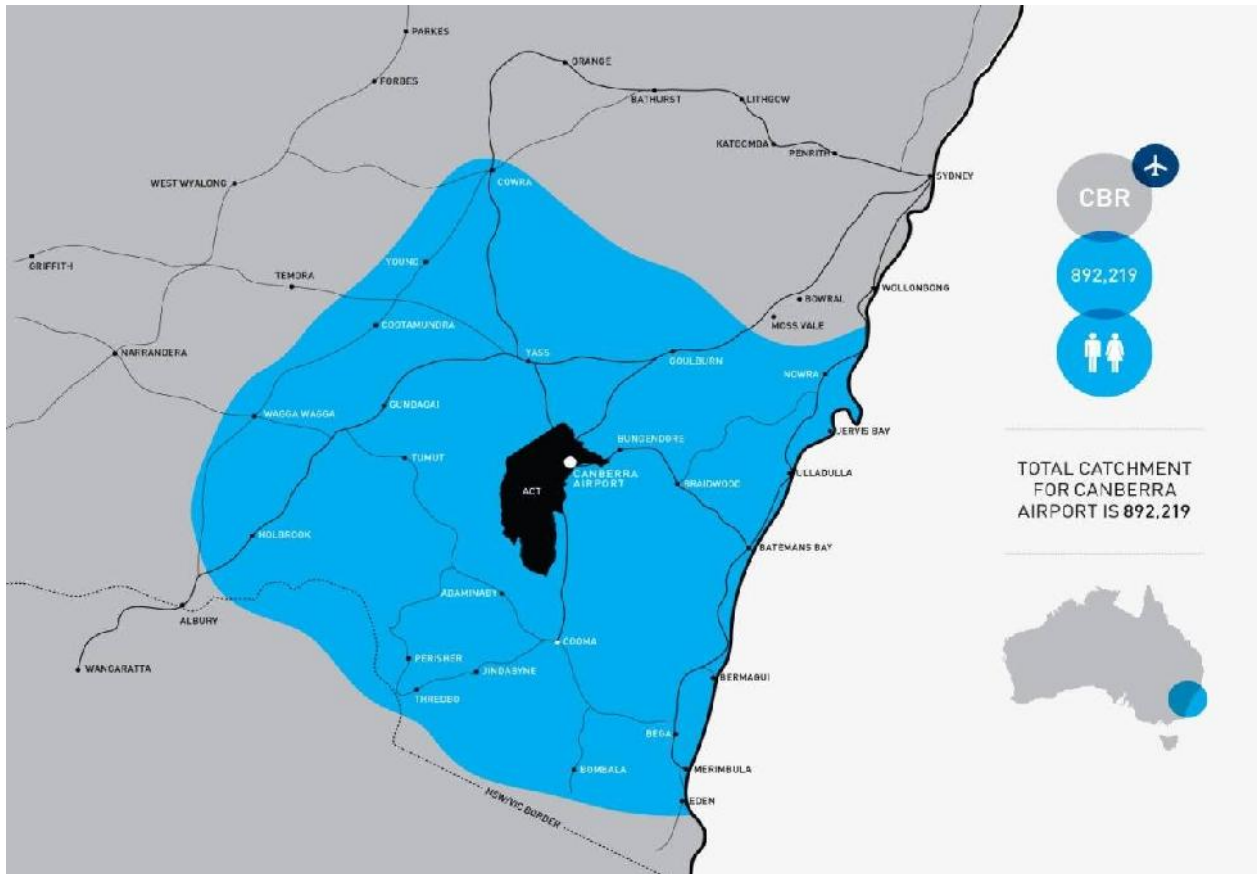 PARKES
ORANGE
FORBES
BATHURST
LITHGOW
KATOOMBA
PENRITH
SYDNEY
WEST WYALONG
COWRA
CBR
GRIFFITH
YOUNG
TEMORA
892,219
WOLLONGONG
BOWRAL
MOSS VALE
COOTAMUNDRA
NARRANDERA
YASS
GOULBURN
NOWRA
WAGGA WAGGA
GUNDAGAI
JERVIS BAY
BUNGENDORE
TUMUT
CANBERRA
AIRPORT
ULLADULLA
BRAIDWOOD
ACT
TOTAL CATCHMENT
FOR CANBERRA
AIRPORT IS 892,219
HOLBROOK
BATEMANS BAY
ADAMINABY
ALBURY
COOMA
WANGARATTA
PERISHER
JINDABYNE
BERMAGUI
THREDBO
BEGA
BOMBALA
MERIMBULA
EDEN
NSW/VIC BORDER